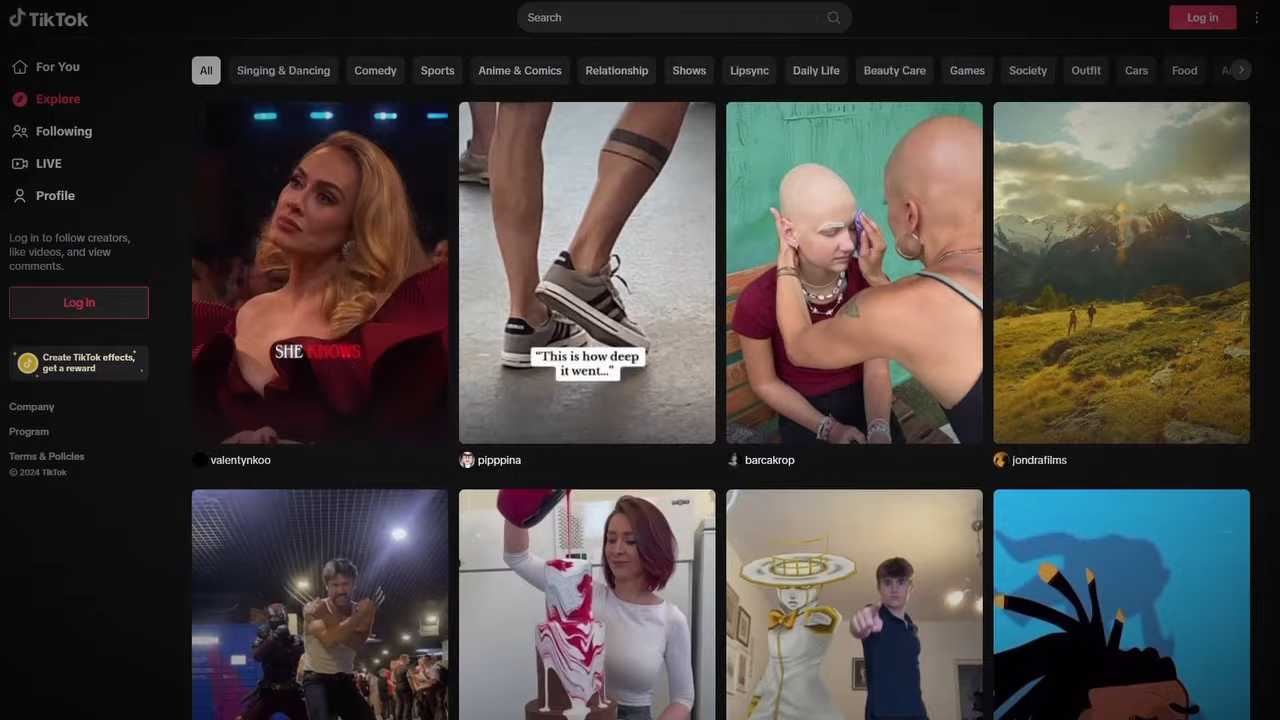 TikTok
Search
Log in
For You
Explore
Following
LIVE
Profile
Log in to follow creators,
like videos, and view
comments.
Log in
Create TikTok effects,
get a reward
Company
Program
Terms & Policies
© 2024 TikTok
All
Singing & Dancing
Comedy
Sports
Anime & Comics
Relationship
Shows
Lipsync
Daily Life
Beauty Care
Games
Society
Outfit
Cars
Food
SHE KNOWS
"This is how deep
it went..."
valentynkoo
pipppina
barcakrop
jondrafilms